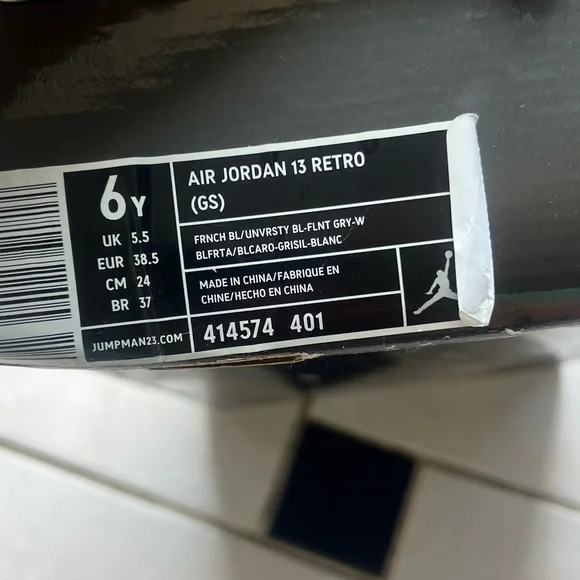 6Y
UK 5.5
EUR 38.5
CM 24
BR 37
JUMPMAN23.COM
AIR JORDAN 13 RETRO
(GS)
FRNCH BL/UNVRSTY BL-FLNT GRY-W
BLFRTA/BLCARO-GRISIL-BLANC
MADE IN CHINA/FABRIQUE EN
CHINE/HECHO EN CHINA
414574 401